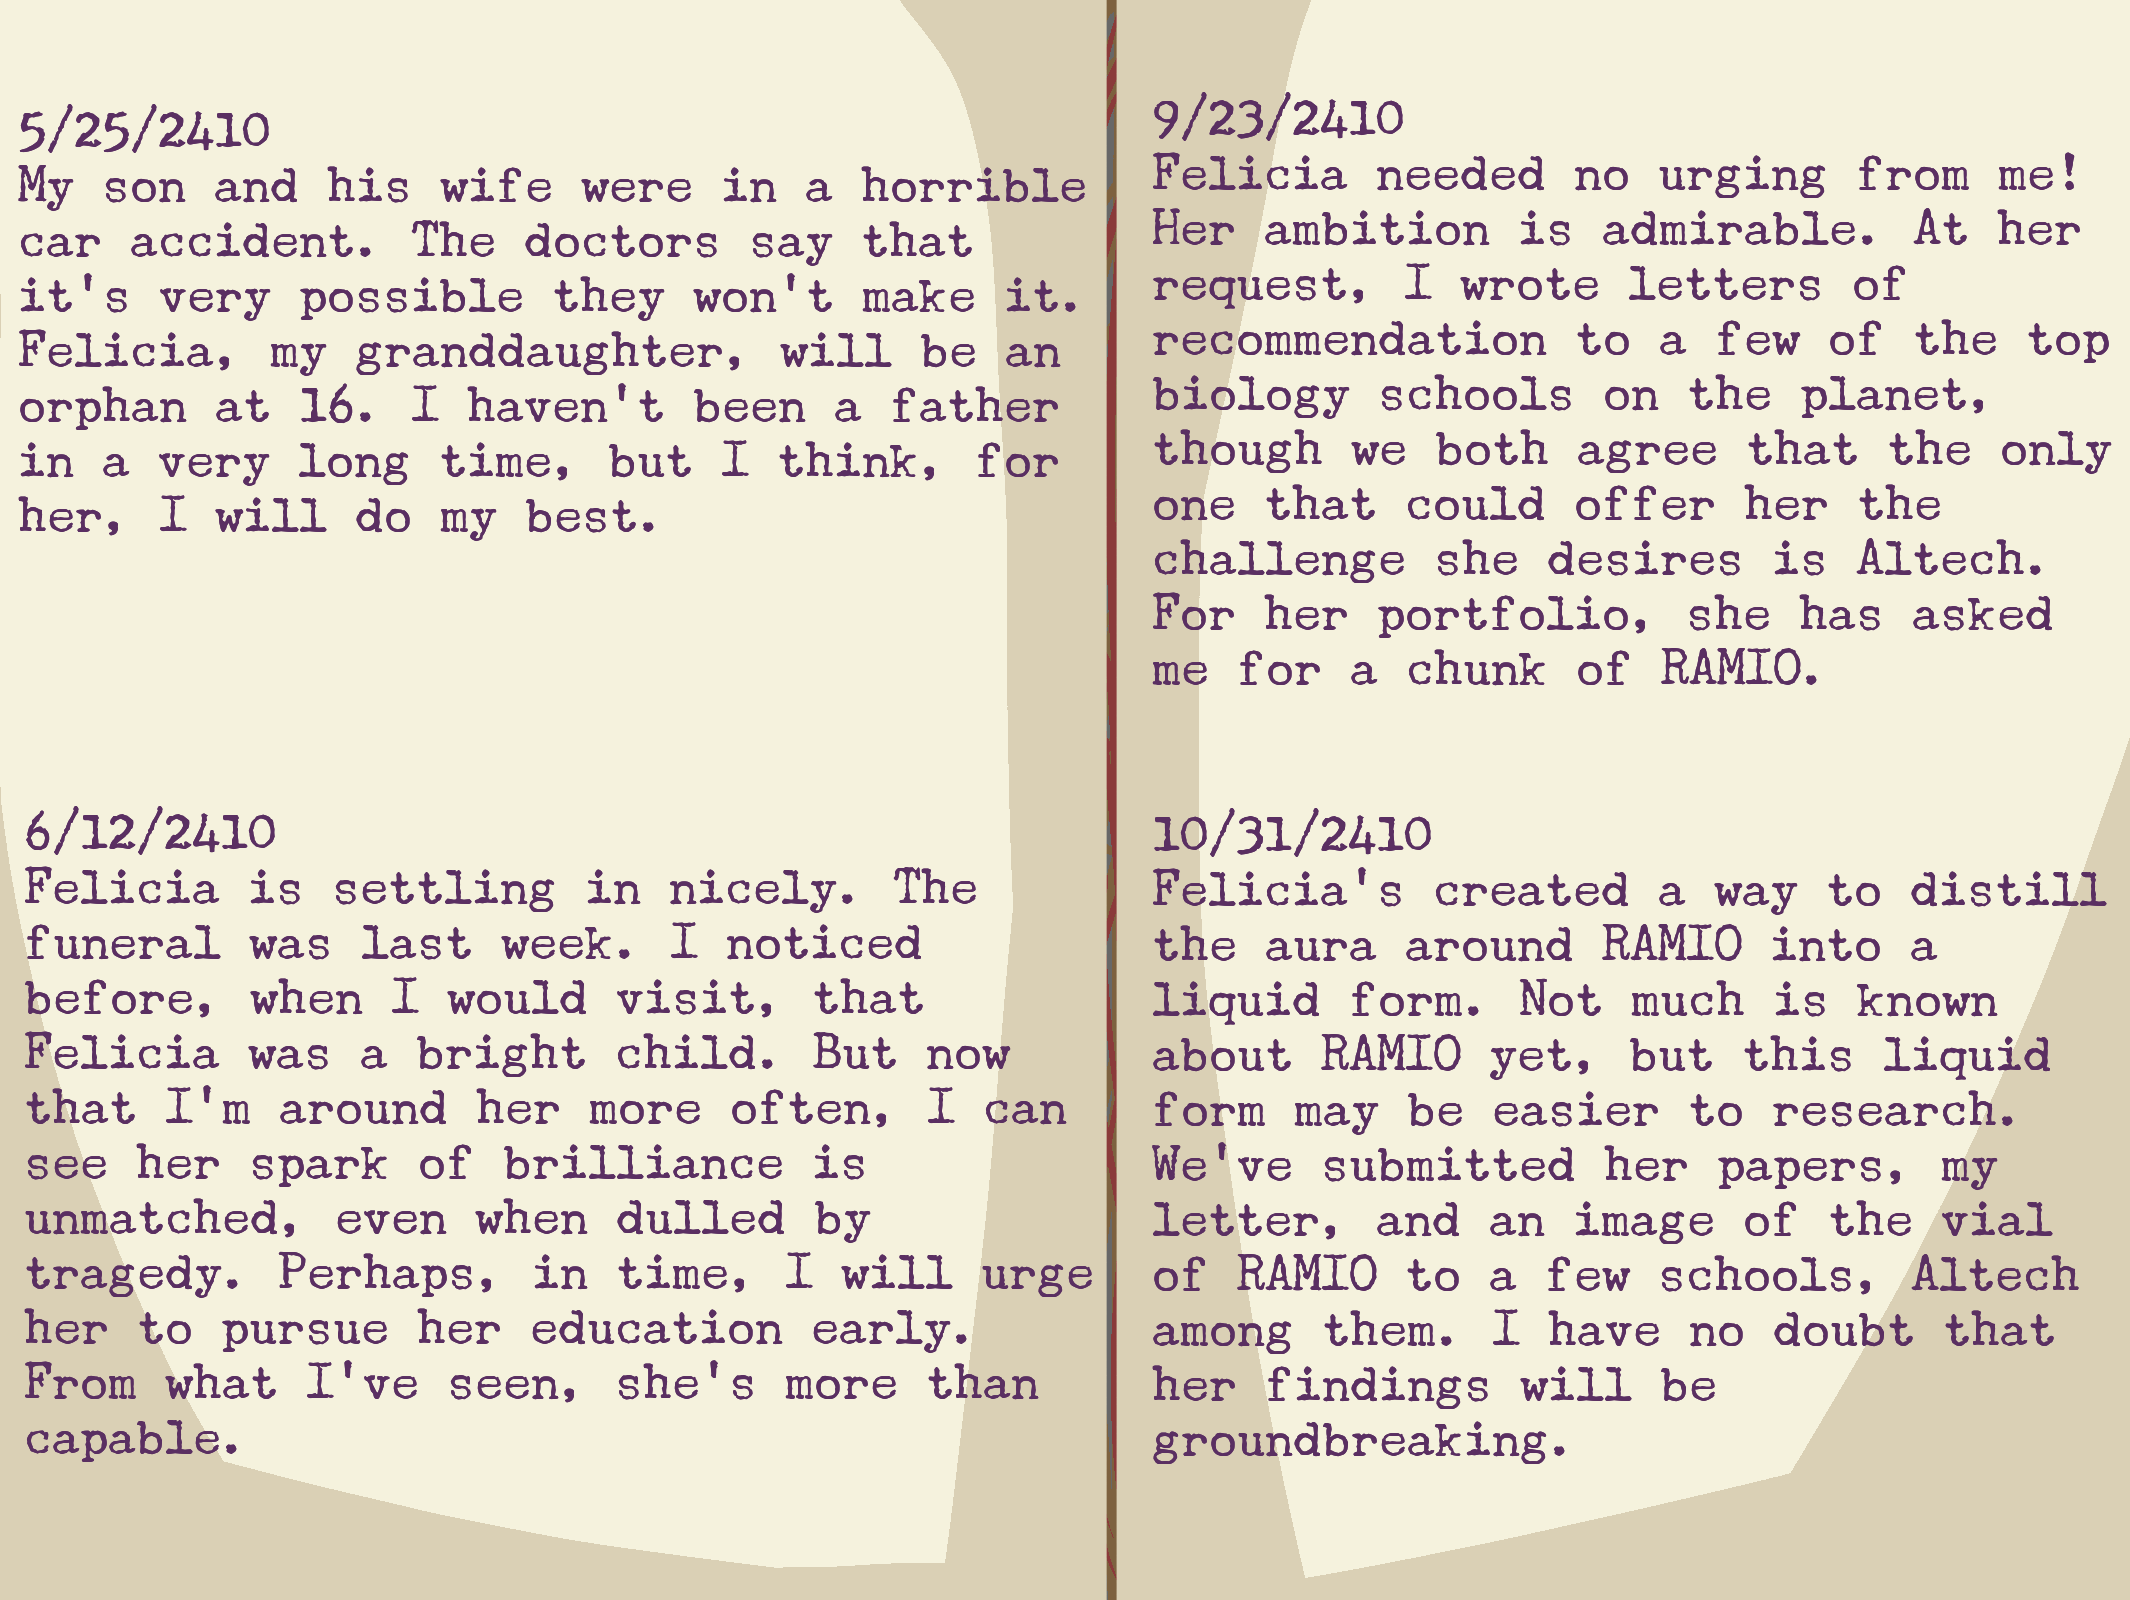 5/25/2410
My son and his wife were in a horrible
car accident. The doctors say that
it's very possible they won't make it.
Felicia, my granddaughter, will be an
orphan at 16. I haven't been a father
in a very long time, but I think, for
her, I will do my best.
6/12/2410
Felicia is settling in nicely. The
funeral was last week. I noticed
before, when I would visit, that
Felicia was a bright child. But now
that I'm around her more often, I can
see her spark of brilliance is
unmatched, even when dulled by
tragedy. Perhaps, in time, I will urge
her to pursue her education early.
From what I've seen, she's more than
capable.
9/23/2410
Felicia needed no urging from me!
Her ambition is admirable. At her
request, I wrote letters of
recommendation to a few of the top
biology schools on the planet,
though we both agree that the only
one that could offer her the
challenge she desires is Altech.
For her portfolio, she has asked
me for a chunk of RAMIO.
10/31/2410
Felicia's created a way to distill
the aura around RAMIO into a
liquid form. Not much is known
about RAMIO yet, but this liquid
form may be easier to research.
We've submitted her papers, my
letter, and an image of the vial
of RAMIO to a few schools, Altech
among them. I have no doubt that
her findings will be
groundbreaking.